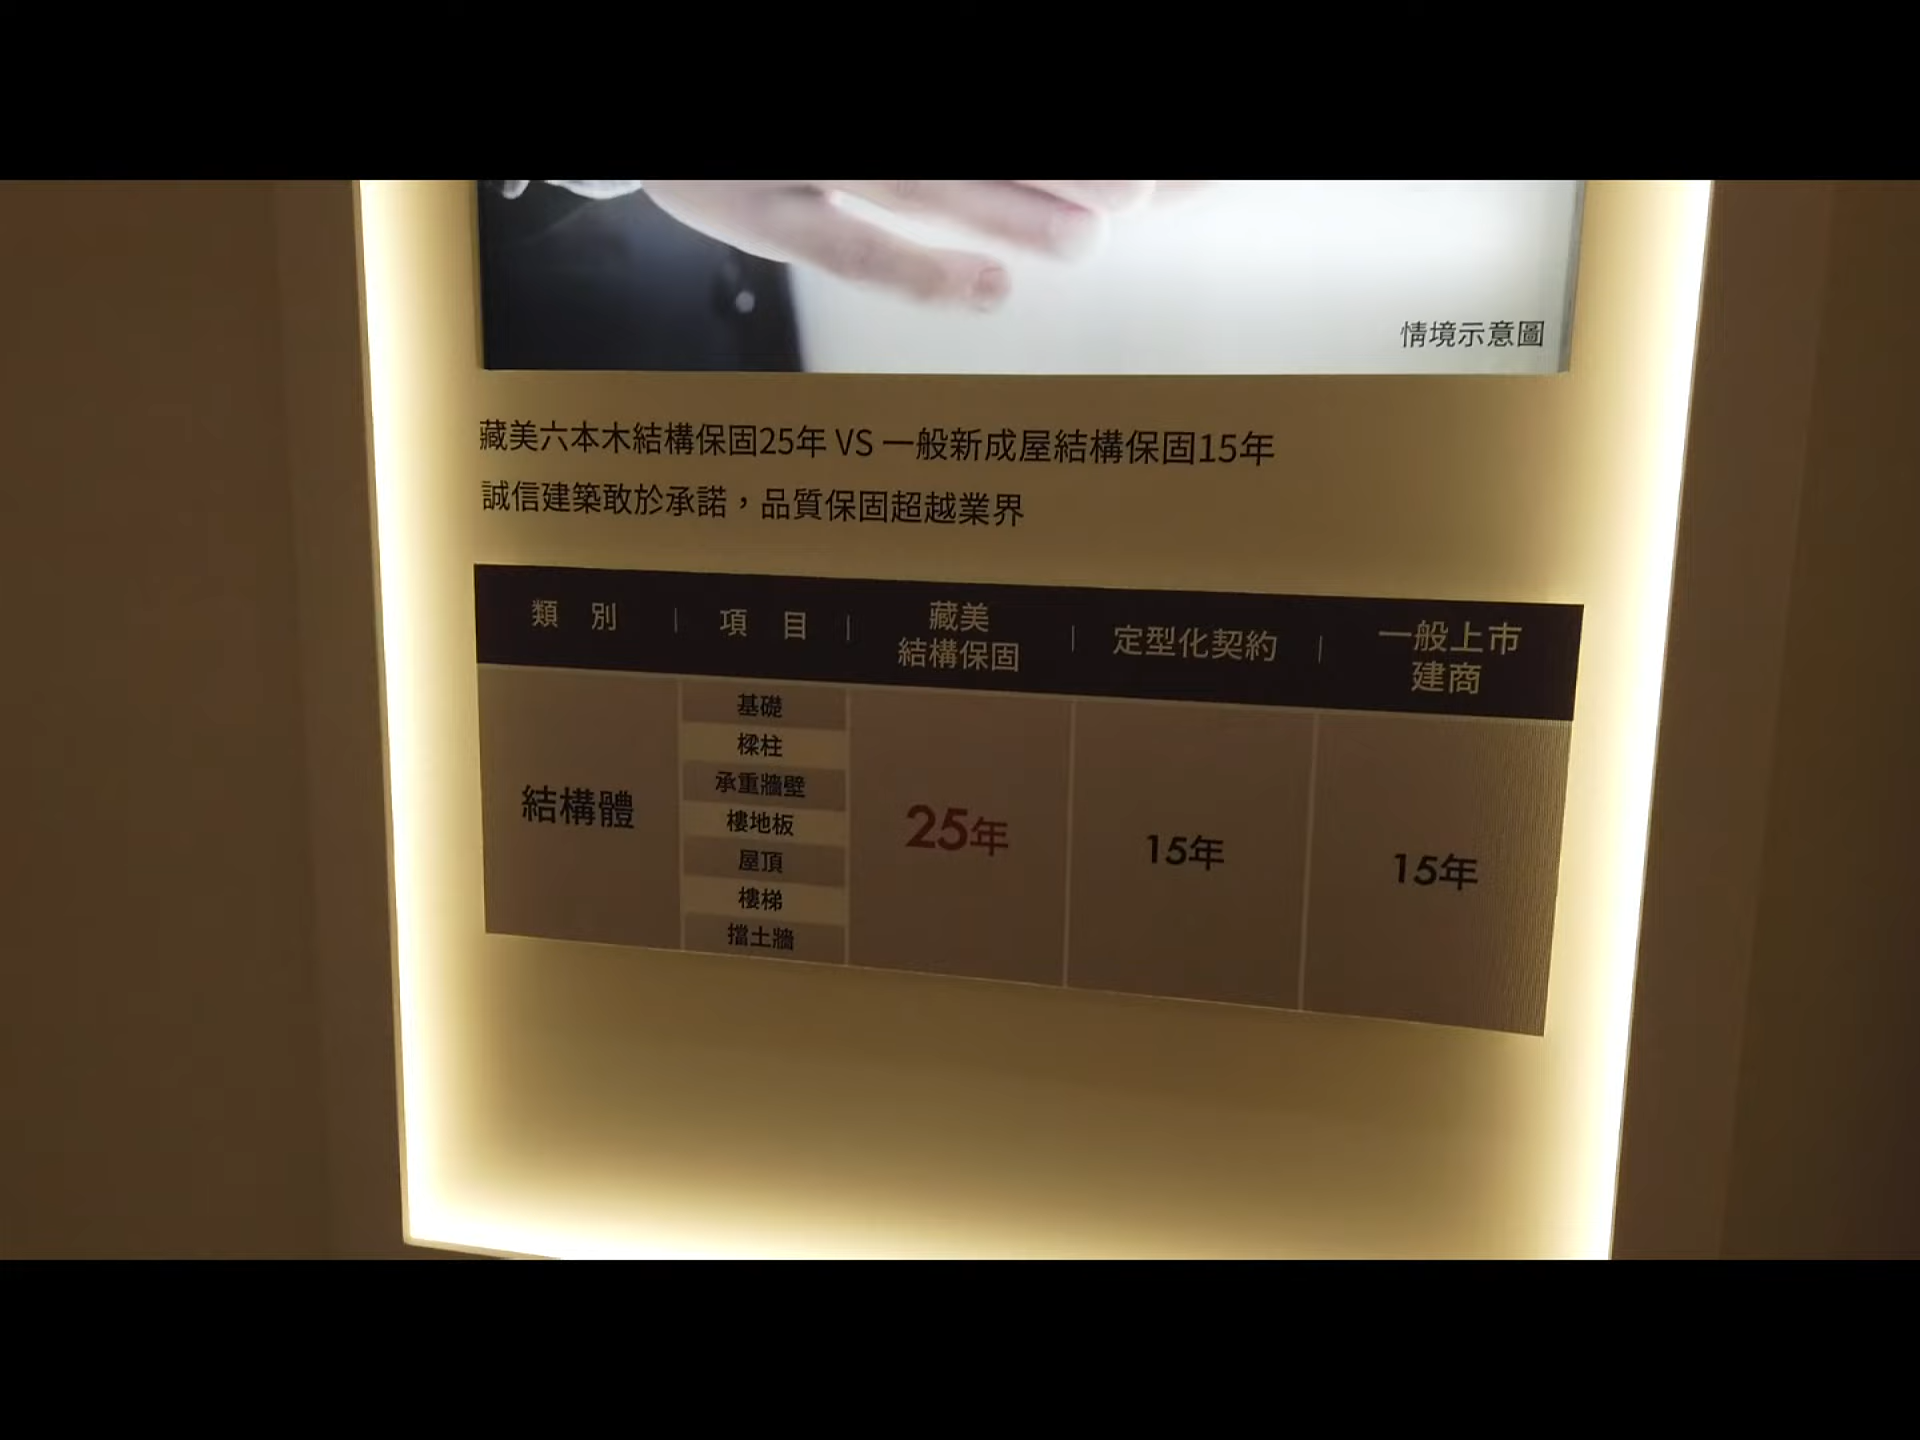 情境示意圖
藏美六本木結構保固25年 VS 一般新成屋結構保固15年
誠信建築敢於承諾，品質保固超越業界
類 別 | 項 目 | 藏美 結構保固 | 定型化契約 | 一般上市 建商
結構體
基礎
樑柱
承重牆壁
樓地板
屋頂
樓梯
擋土牆
25年
15年
15年